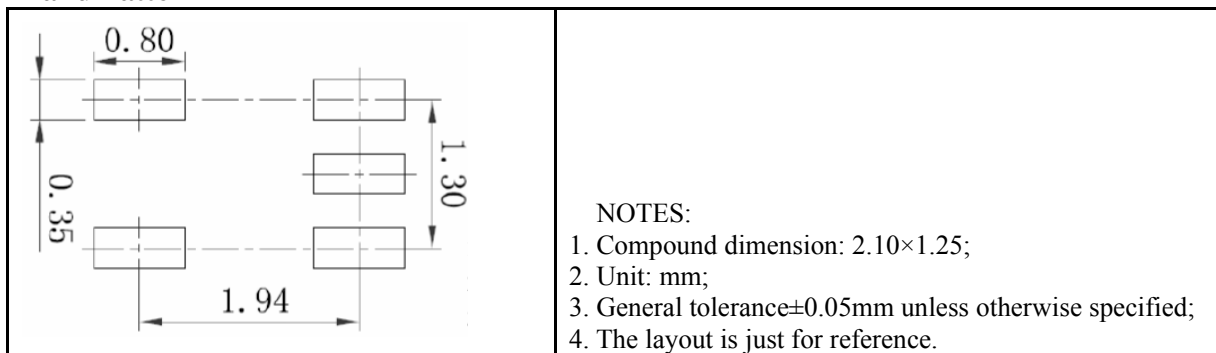 0. 80
1. 30
0. 35
1. 94
NOTES:
1. Compound dimension: 2.10×1.25;
2. Unit: mm;
3. General tolerance±0.05mm unless otherwise specified;
4. The layout is just for reference.